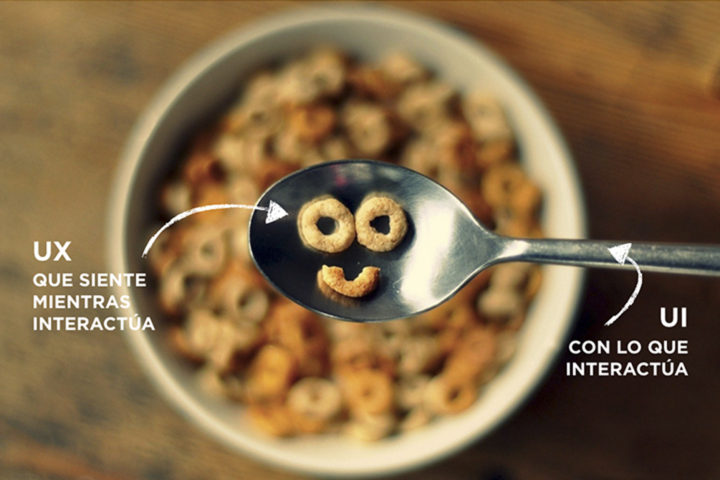 UX
QUE SIENTE
MIENTRAS
INTERACTÚA
UI
CON LO QUE
INTERACTÚA